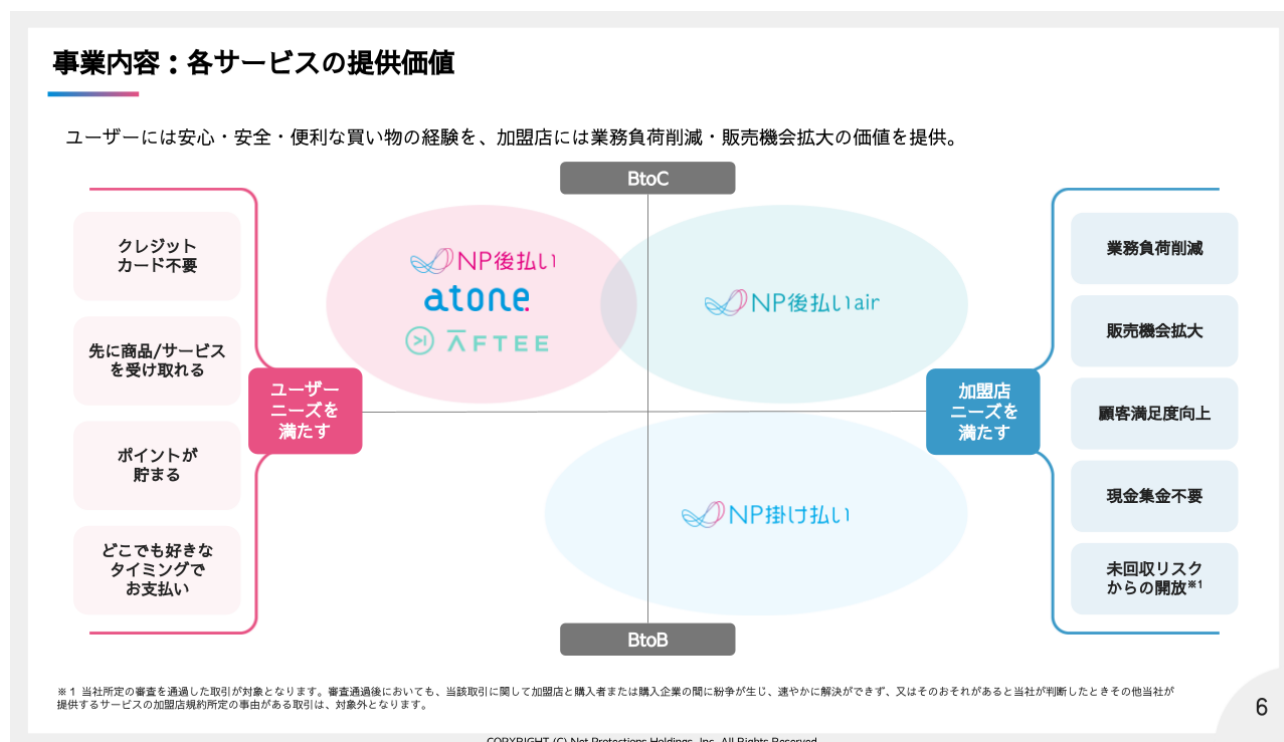 事業内容：各サービスの提供価値
ユーザーには安心・安全・便利な買い物の経験を、加盟店には業務負荷削減・販売機会拡大の価値を提供。
BtoC
クレジット
カード不要
先に商品/サービス
を受け取れる
ポイントが
貯まる
どこでも好きな
タイミングで
お支払い
ユーザー
ニーズを
満たす
NP後払い
atone
AFTEE
NP後払いair
NP掛け払い
加盟店
ニーズを
満たす
業務負荷削減
販売機会拡大
顧客満足度向上
現金集金不要
未回収リスク
からの開放※1
BtoB
※1 当社所定の審査を通過した取引が対象となります。審査通過後においても、当該取引に関して加盟店と購入者または購入企業の間に紛争が生じ、速やかに解決ができず、又はそのおそれがあると当社が判断したときその他当社が
提供するサービスの加盟店規約所定の事由がある取引は、対象外となります。
6
COPYRIGHT (C) Net Protections Holdings, Inc. All Rights Reserved.